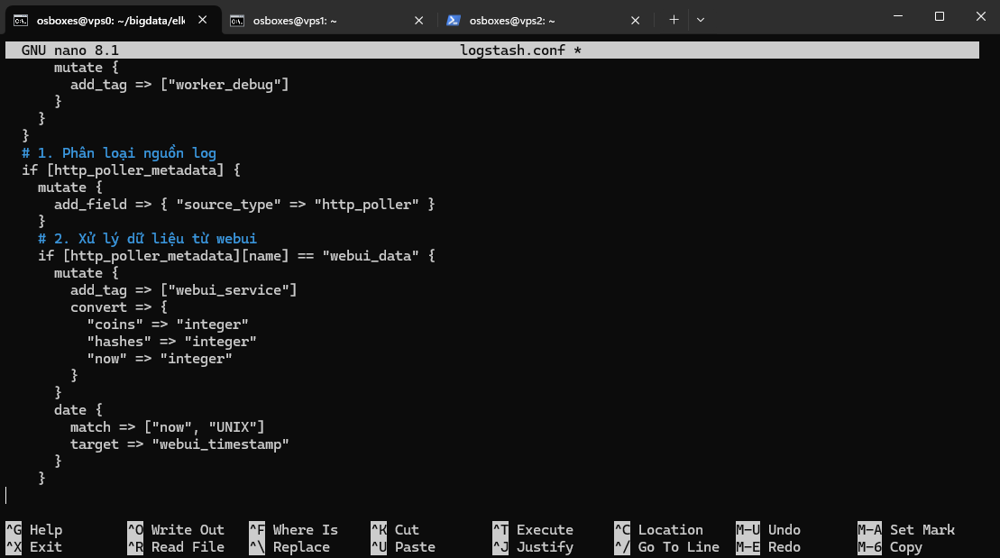 osboxes@vps0: ~/bigdata/elk
osboxes@vps1: ~
osboxes@vps2: ~
GNU nano 8.1 logstash.conf *
      mutate {
        add_tag => ["worker_debug"]
      }
    }
  }
  # 1. Phân loại nguồn log
  if [http_poller_metadata] {
    mutate {
      add_field => { "source_type" => "http_poller" }
    }
    # 2. Xử lý dữ liệu từ webui
    if [http_poller_metadata][name] == "webui_data" {
      mutate {
        add_tag => ["webui_service"]
        convert => {
          "coins" => "integer"
          "hashes" => "integer"
          "now" => "integer"
        }
      }
      date {
        match => ["now", "UNIX"]
        target => "webui_timestamp"
      }
    }
^G Help ^O Write Out ^F Where Is ^K Cut ^T Execute ^C Location M-U Undo M-A Set Mark
^X Exit ^R Read File ^\ Replace ^U Paste ^J Justify ^/ Go To Line M-E Redo M-6 Copy